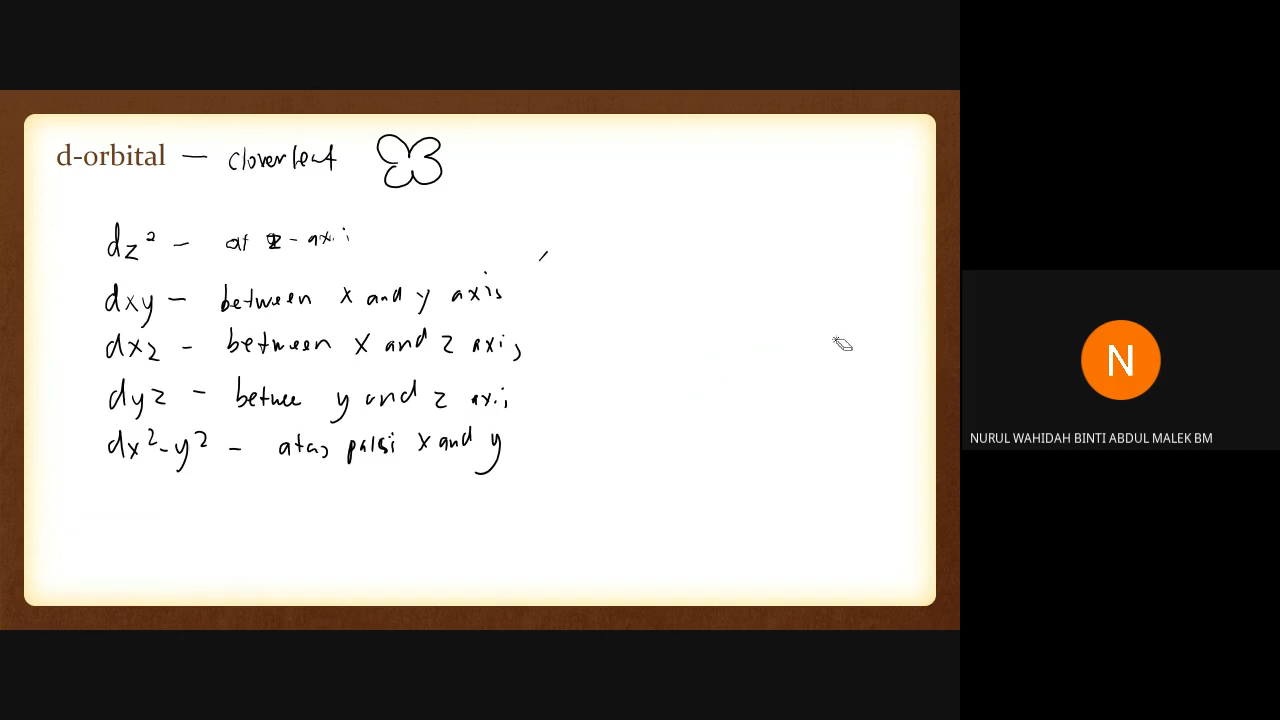 d-orbital — cloverleaf
dz² - at z-axi
dxy - between x and y axis
dxz - between x and z axis
dyz - betwee y and z axis
dx²-y² - atas paksi x and y
N
NURUL WAHIDAH BINTI ABDUL MALEK BM